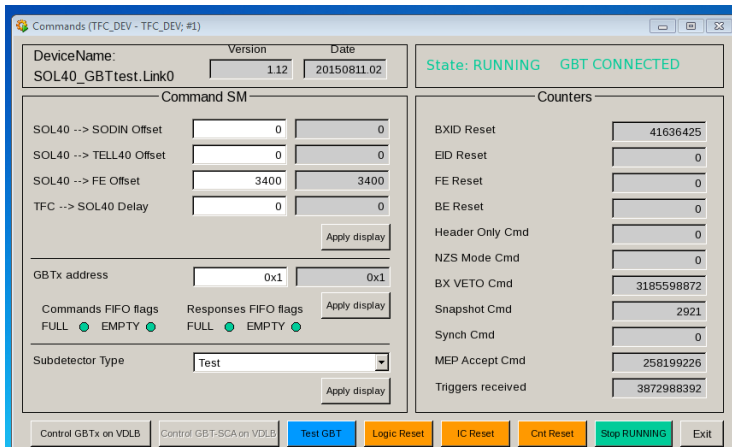 Commands (TFC_DEV - TFC_DEV; #1)
DeviceName:
SOL40_GBTtest.Link0
Version Date
1.12 20150811.02
State: RUNNING GBT CONNECTED
Command SM
SOL40 --> SODIN Offset 0 0
SOL40 --> TELL40 Offset 0 0
SOL40 --> FE Offset 3400 3400
TFC --> SOL40 Delay 0 0
Apply display
GBTx address 0x1 0x1
Apply display
Commands FIFO flags Responses FIFO flags
FULL EMPTY FULL EMPTY
Subdetector Type Test
Apply display
Counters
BXID Reset 41636425
EID Reset 0
FE Reset 0
BE Reset 0
Header Only Cmd 0
NZS Mode Cmd 0
BX VETO Cmd 3185598872
Snapshot Cmd 2921
Synch Cmd 0
MEP Accept Cmd 258199226
Triggers received 3872988392
Control GBTx on VDLB Control GBT-SCA on VDLB Test GBT Logic Reset IC Reset Cnt Reset Stop RUNNING Exit